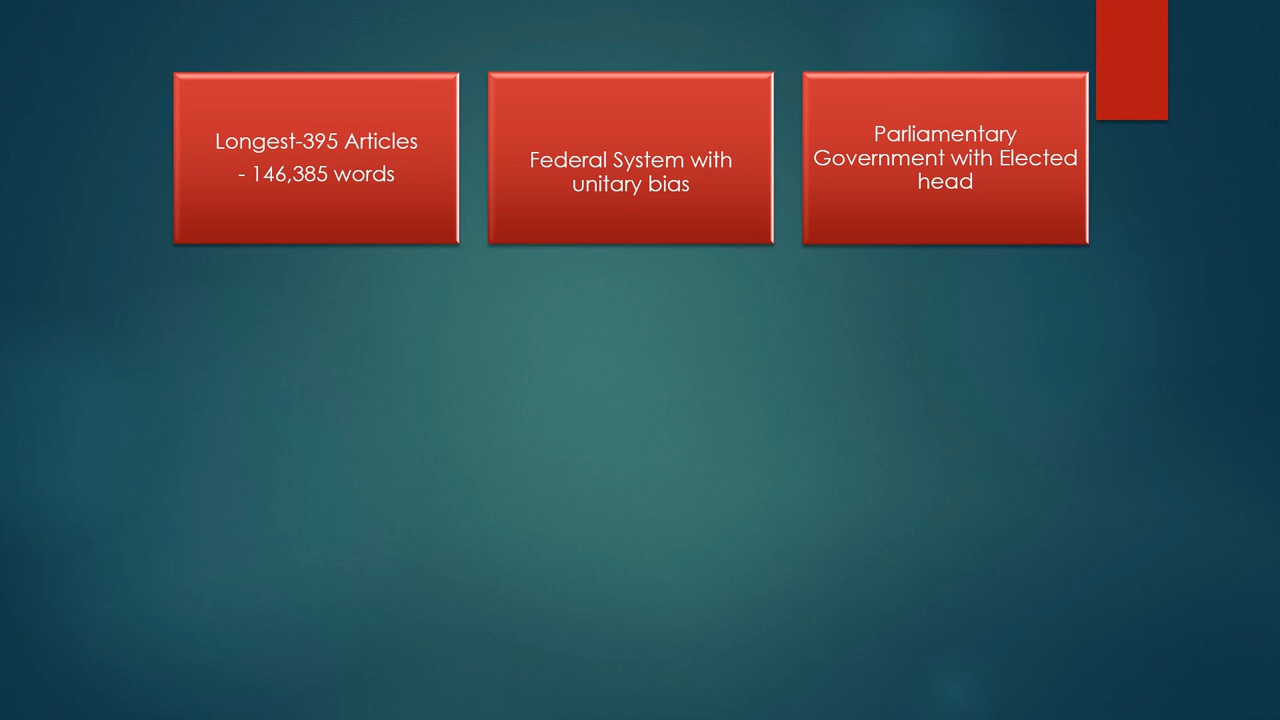 Longest-395 Articles
- 146,385 words
Federal System with
unitary bias
Parliamentary
Government with Elected
head